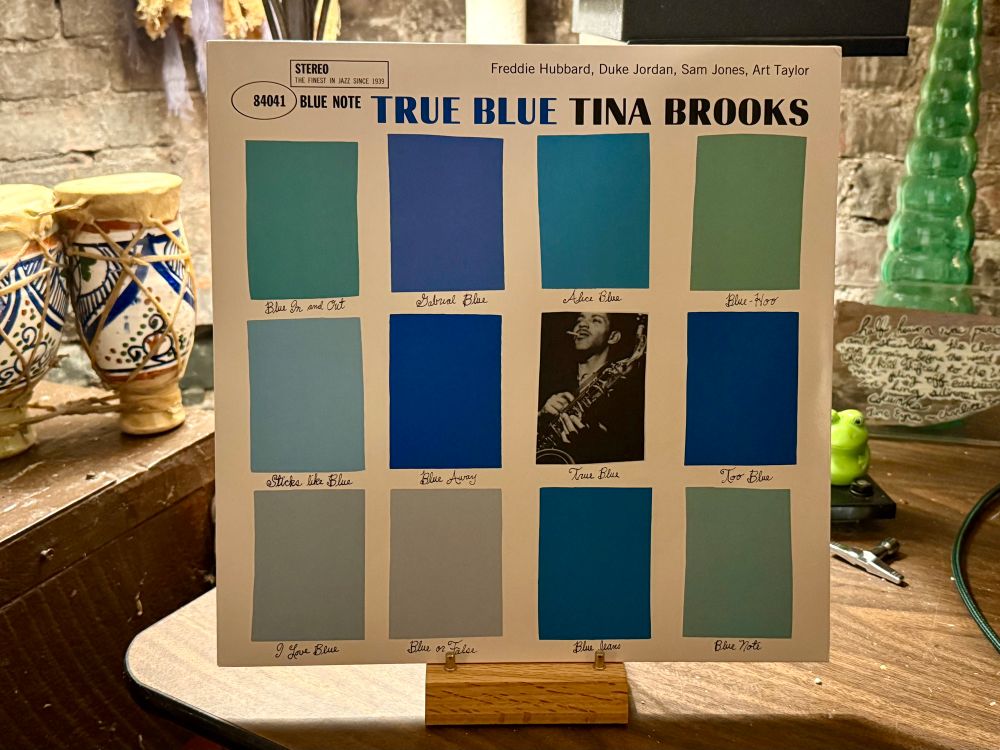 STEREO
THE FINEST IN JAZZ SINCE 1939
Freddie Hubbard, Duke Jordan, Sam Jones, Art Taylor
84041 BLUE NOTE TRUE BLUE TINA BROOKS
Blue In and Out
Gabrial Blue
Alice Blue
Blue-Hoo
Sticks like Blue
Blue Away
True Blue
Too Blue
I Love Blue
Blue or False
Blue Jeans
Blue Note